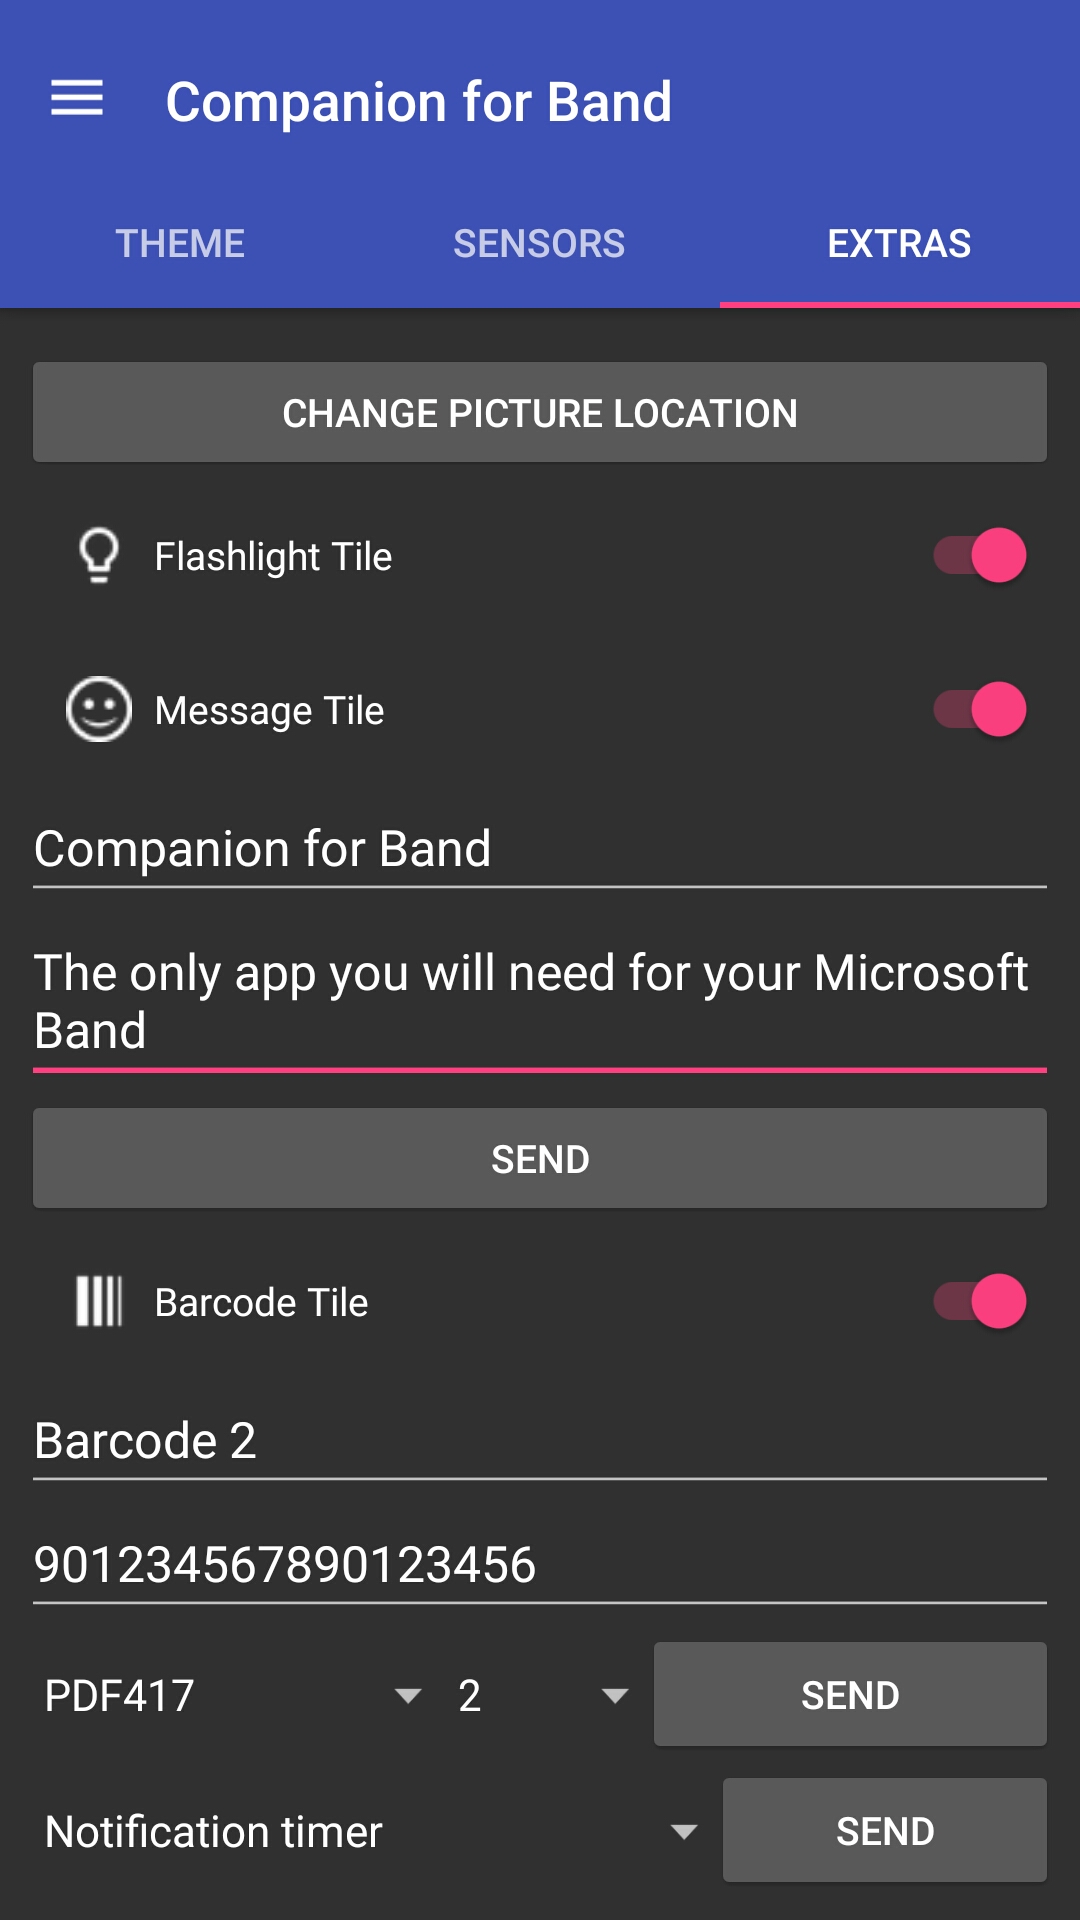 Companion for Band
THEME
SENSORS
EXTRAS
CHANGE PICTURE LOCATION
Flashlight Tile
Message Tile
Companion for Band
The only app you will need for your Microsoft
Band
SEND
Barcode Tile
Barcode 2
901234567890123456
PDF417
2
SEND
Notification timer
SEND